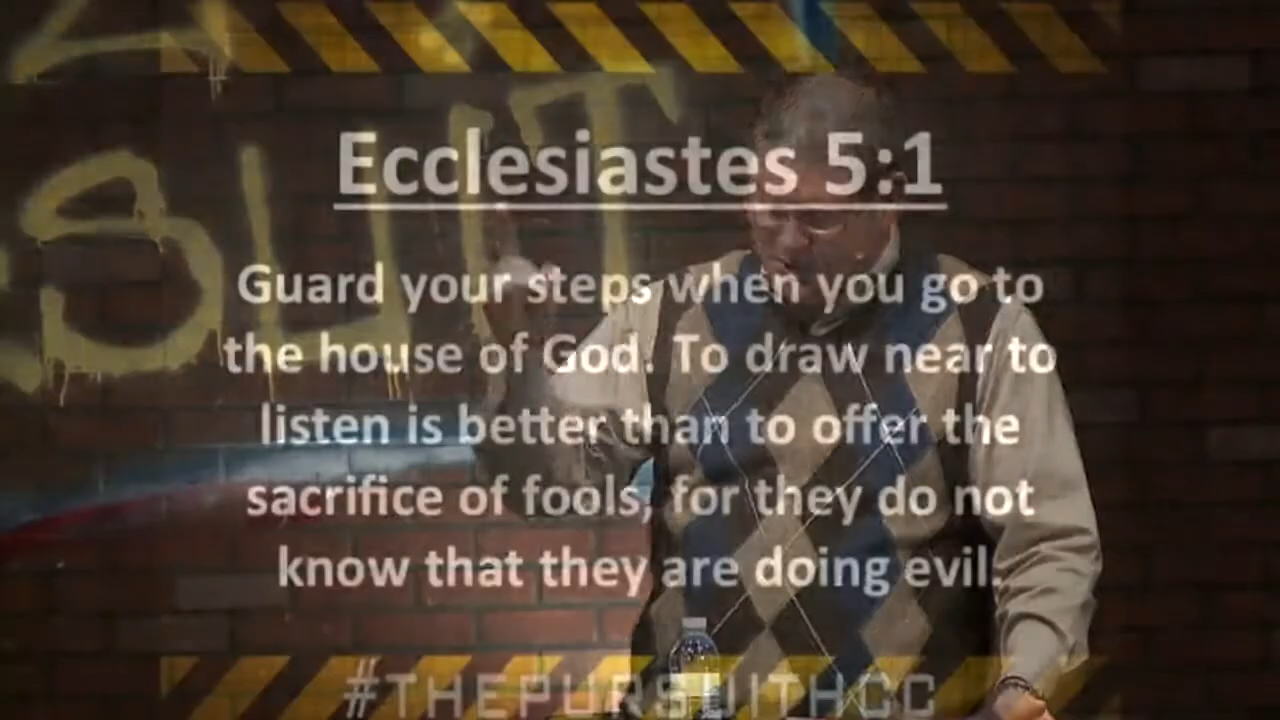 SUIT
Ecclesiastes 5:1
Guard your steps when you go to
the house of God. To draw near to
listen is better than to offer the
sacrifice of fools, for they do not
know that they are doing evil.
#THEPURSUITHCC